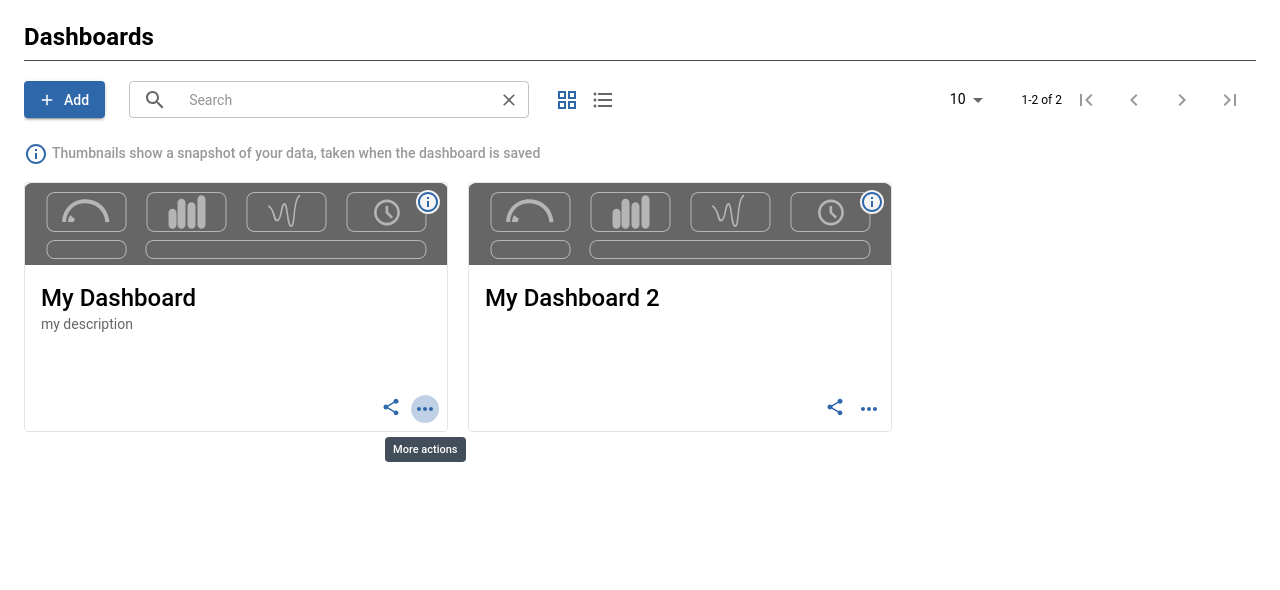 Dashboards
Add
Search
10
1-2 of 2
Thumbnails show a snapshot of your data, taken when the dashboard is saved
My Dashboard
my description
My Dashboard 2
More actions